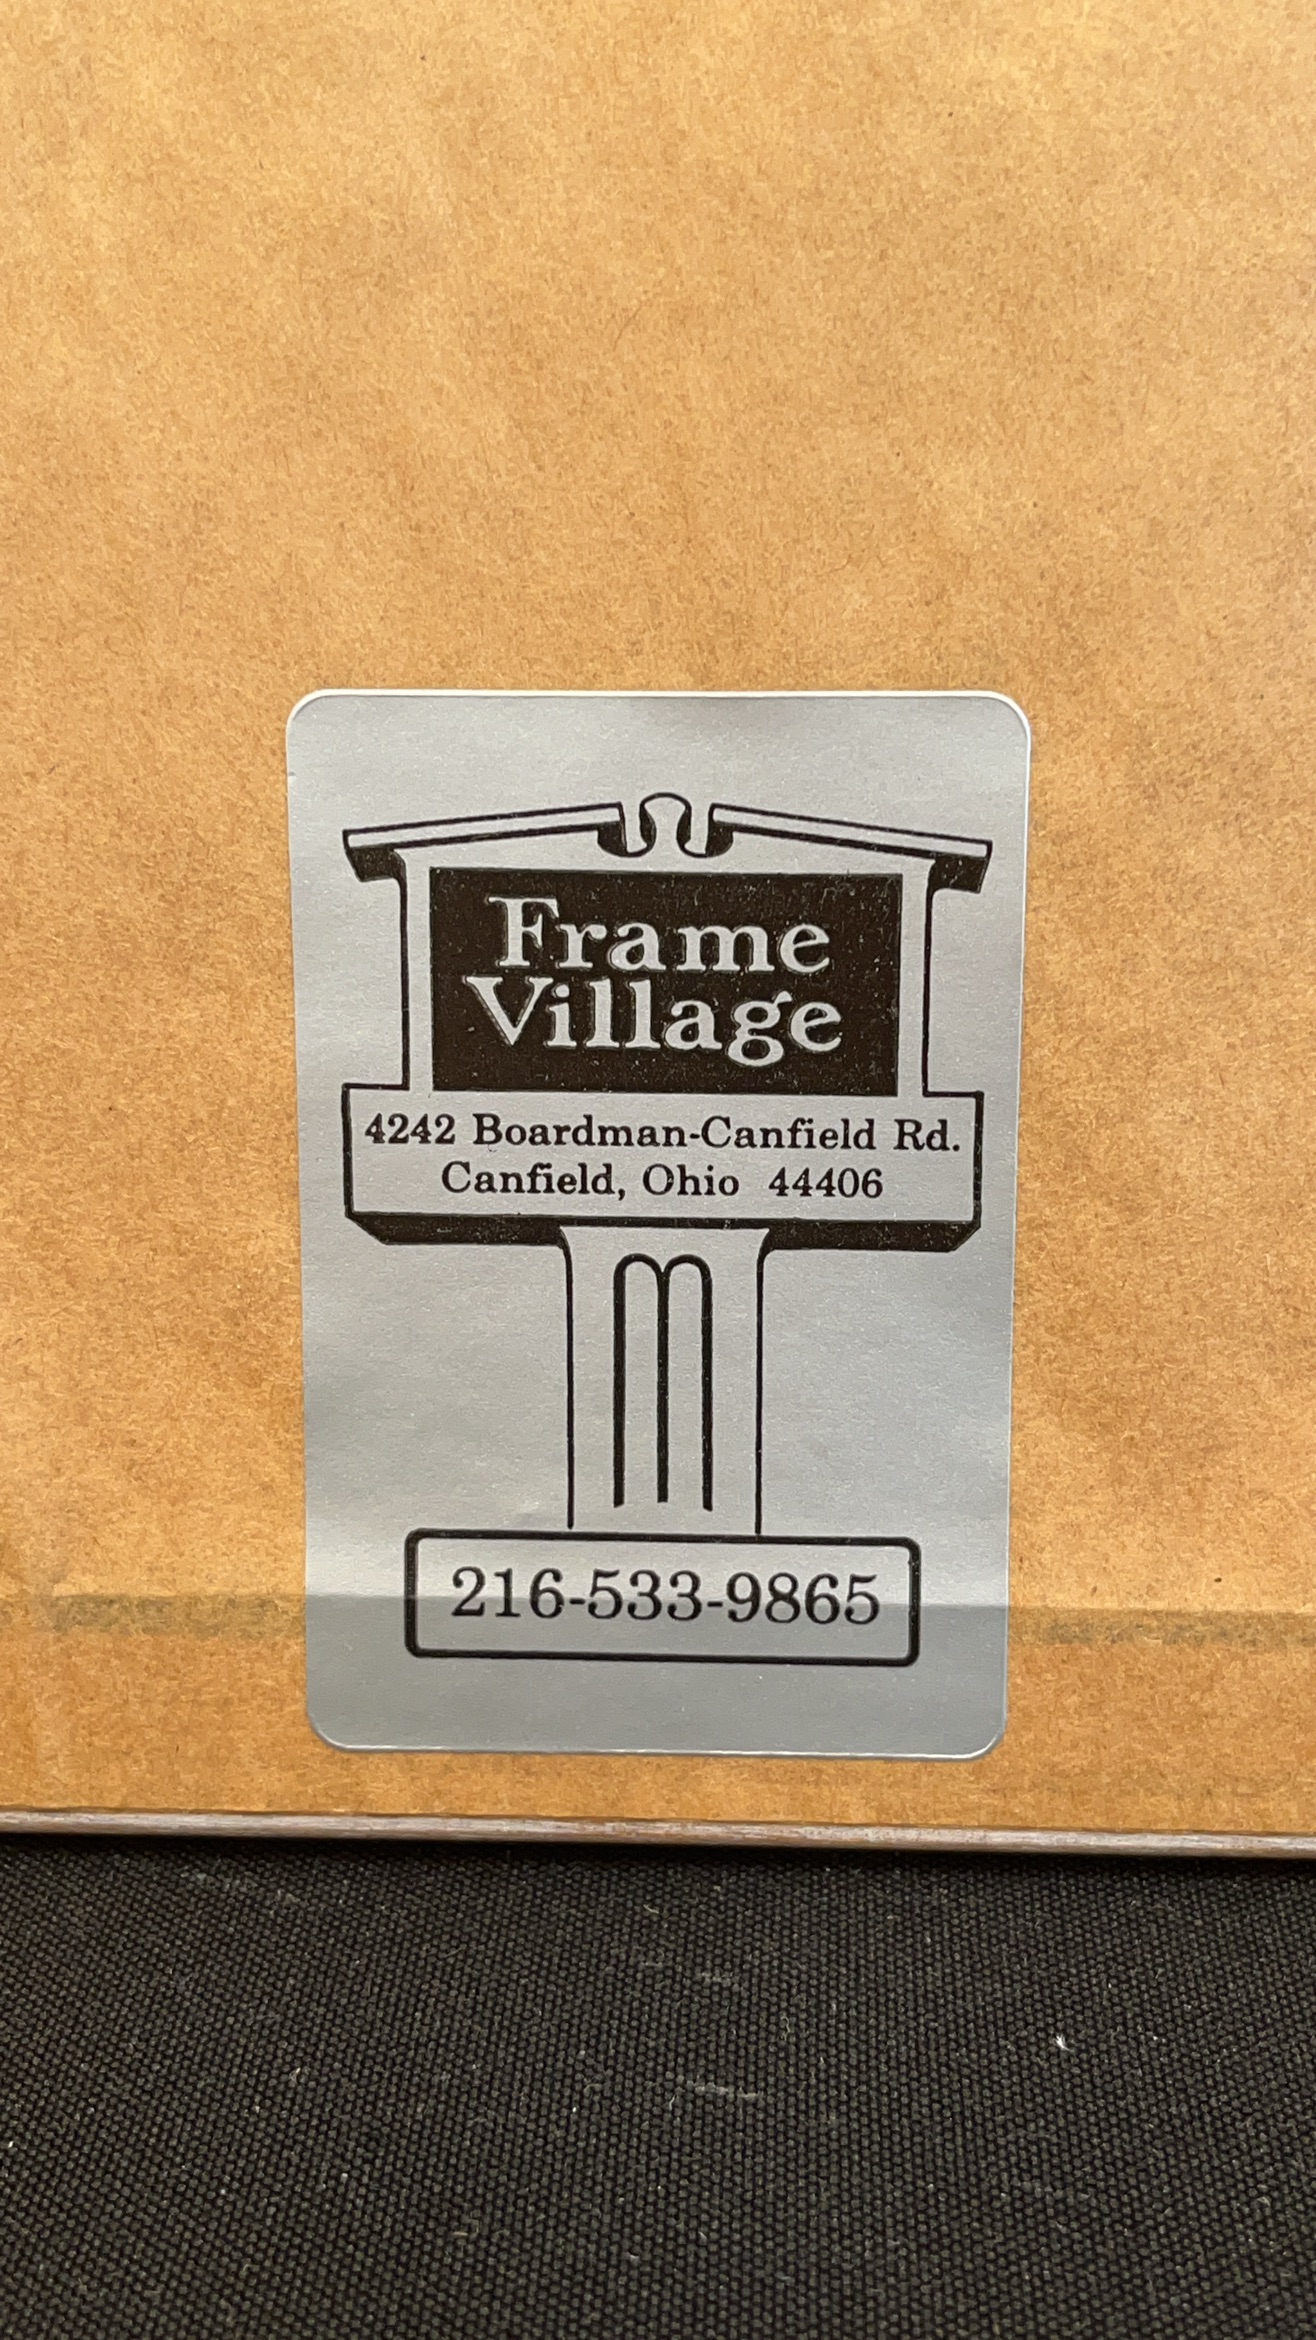 Frame
Village
4242 Boardman-Canfield Rd.
Canfield, Ohio 44406
216-533-9865